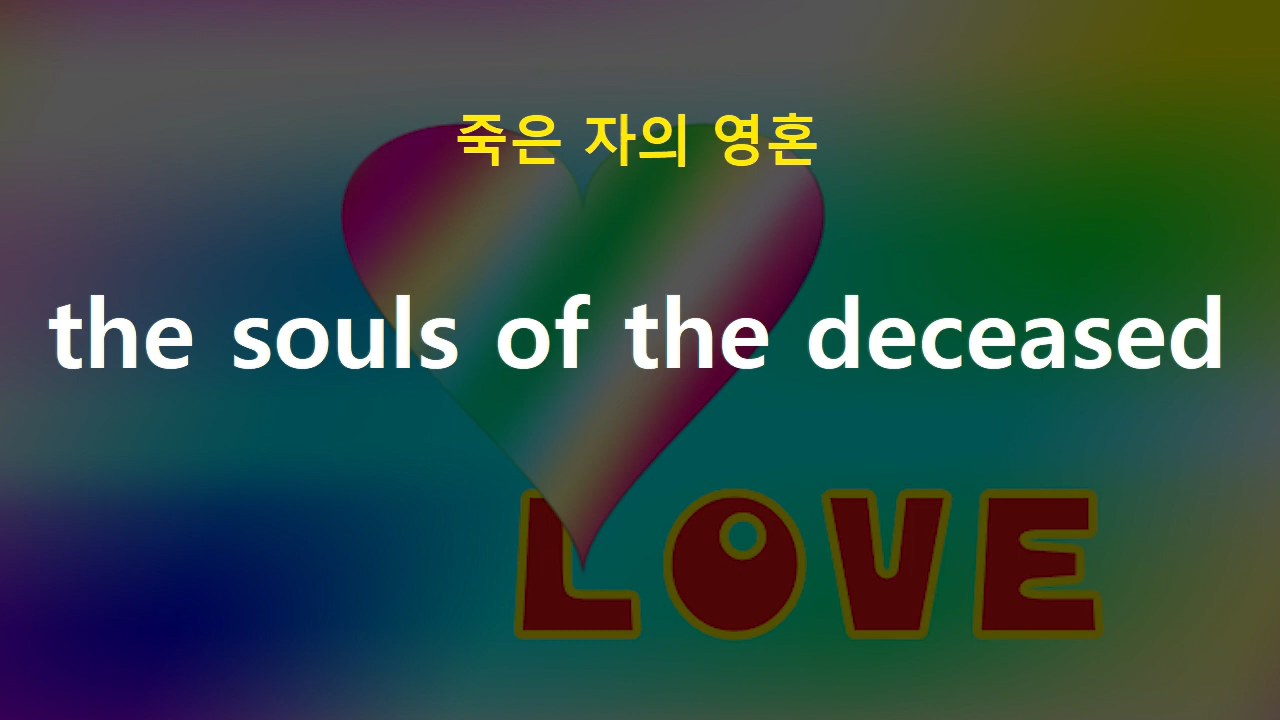 죽은 자의 영혼
the souls of the deceased
LOVE